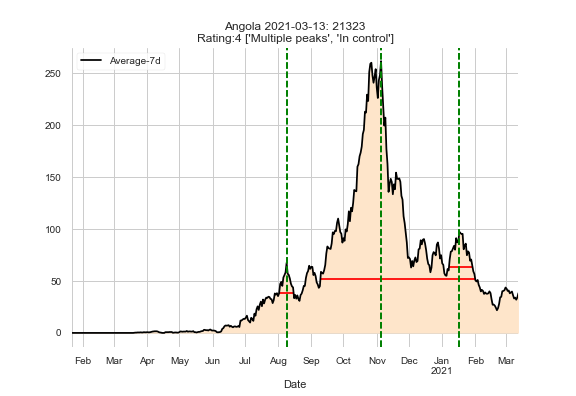 Angola 2021-03-13: 21323
Rating:4 ['Multiple peaks', 'In control']
Average-7d
250
200
150
100
50
0
Feb Mar Apr May Jun Jul Aug Sep Oct Nov Dec Jan Feb Mar
2021
Date